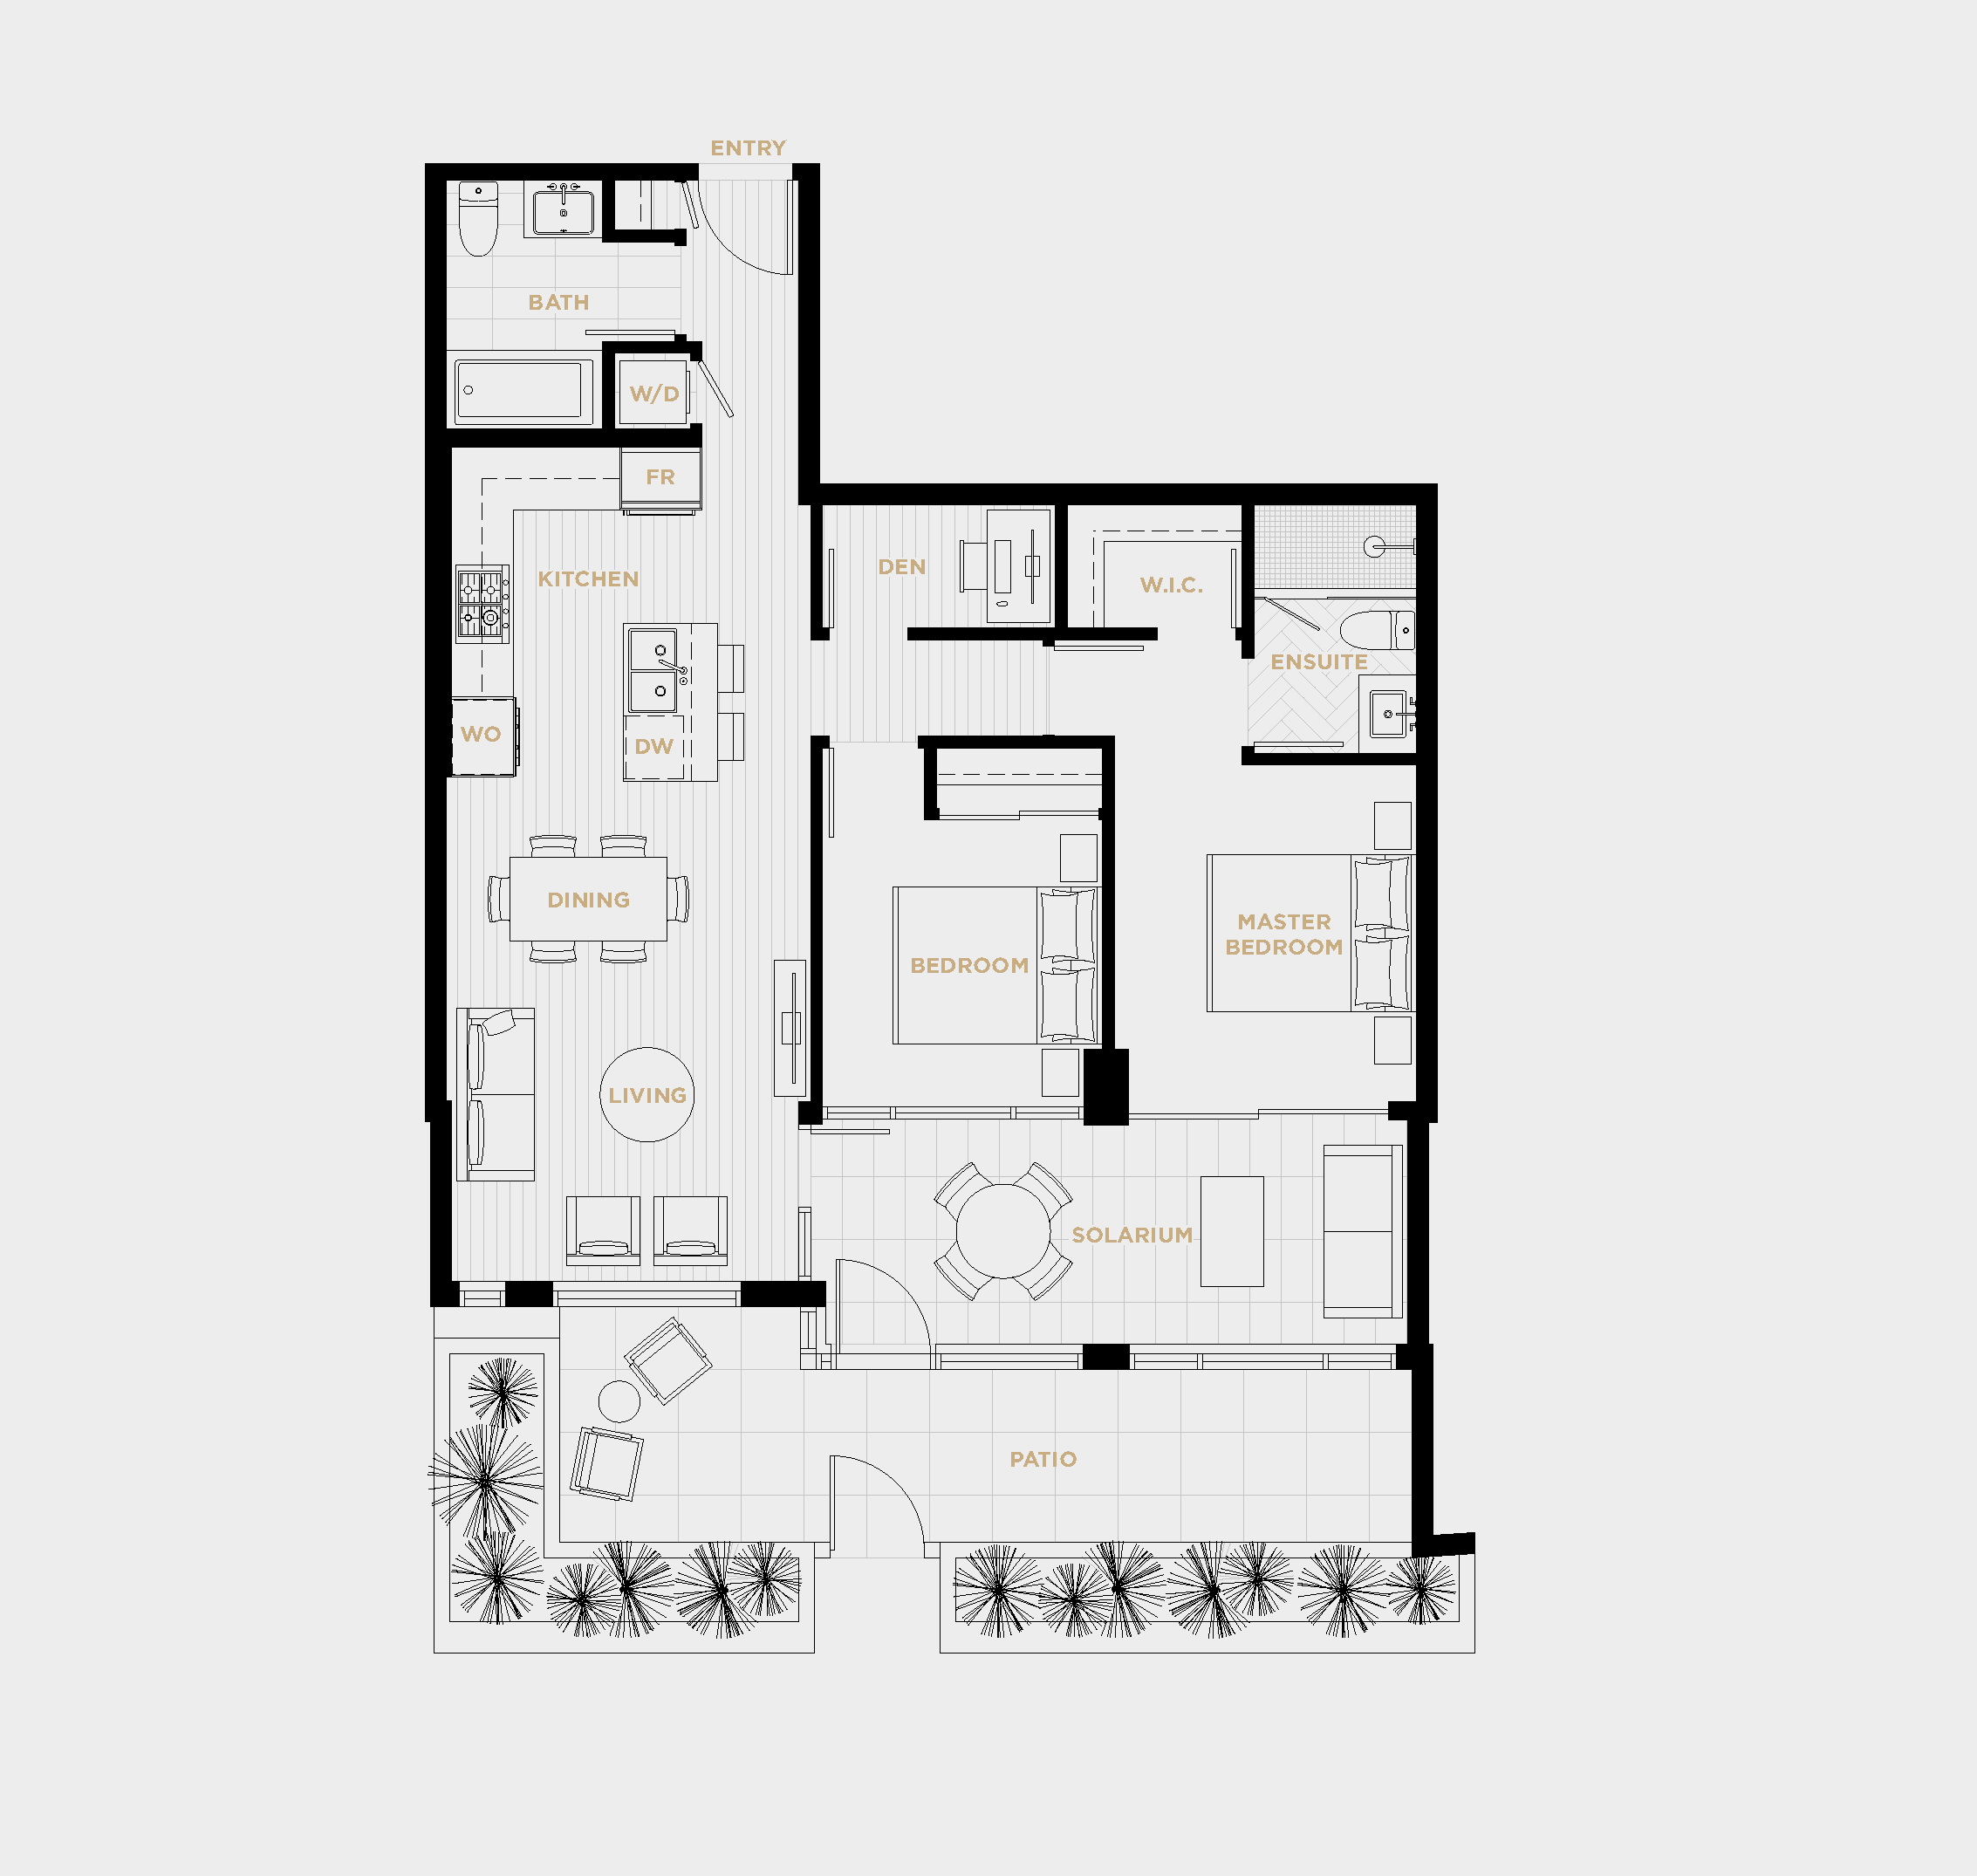 ENTRY
BATH
W/D
FR
KITCHEN
DEN
W.I.C.
ENSUITE
WO
DW
DINING
BEDROOM
MASTER
BEDROOM
LIVING
SOLARIUM
PATIO